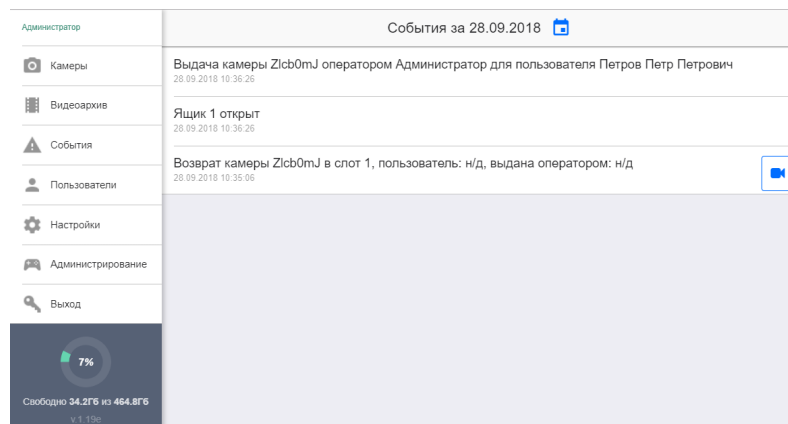 Администратор
События за 28.09.2018
Камеры
Видеоархив
События
Пользователи
Настройки
Администрирование
Выход
7%
Свободно 34.2Гб из 464.8Гб
v.1.19e
Выдача камеры Zlcb0mJ оператором Администратор для пользователя Петров Петр Петрович
28.09.2018 10:36:26
Ящик 1 открыт
28.09.2018 10:36:26
Возврат камеры Zlcb0mJ в слот 1, пользователь: н/д, выдана оператором: н/д
28.09.2018 10:35:06